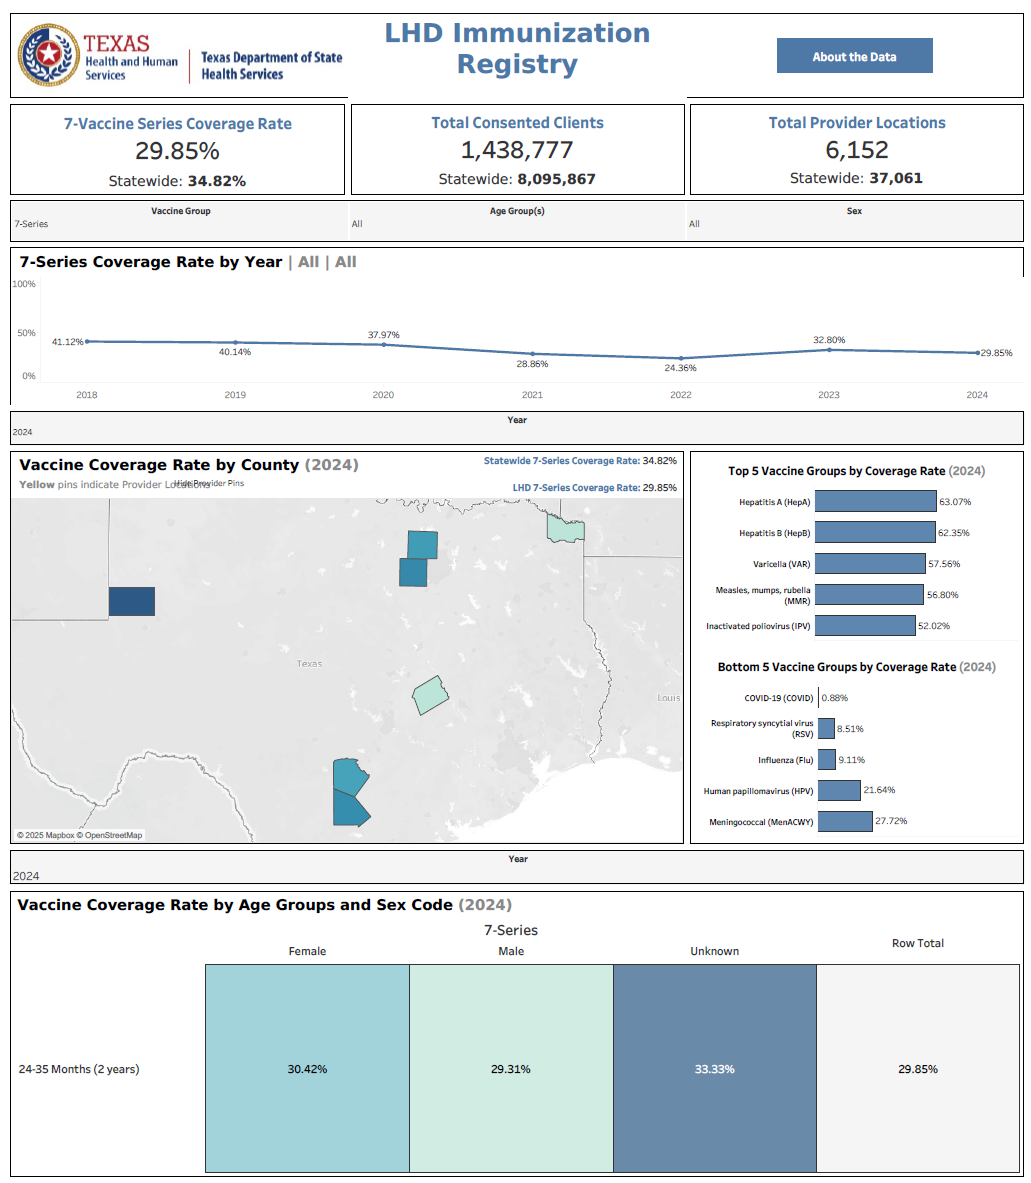 TEXAS
Health and Human
Services
Texas Department of State
Health Services
LHD Immunization
Registry
About the Data
7-Vaccine Series Coverage Rate
29.85%
Statewide: 34.82%
Total Consented Clients
1,438,777
Statewide: 8,095,867
Total Provider Locations
6,152
Statewide: 37,061
Vaccine Group
7-Series
Age Group(s)
All
Sex
All
7-Series Coverage Rate by Year | All | All
100%
50%
0%
41.12%
40.14%
37.97%
28.86%
24.36%
32.80%
29.85%
2018
2019
2020
2021
2022
2023
2024
Year
2024
Vaccine Coverage Rate by County (2024)
Yellow pins indicate Provider Locations
Hide Provider Pins
Statewide 7-Series Coverage Rate: 34.82%
LHD 7-Series Coverage Rate: 29.85%
Texas
Louis
© 2025 Mapbox © OpenStreetMap
Top 5 Vaccine Groups by Coverage Rate (2024)
Hepatitis A (HepA) 63.07%
Hepatitis B (HepB) 62.35%
Varicella (VAR) 57.56%
Measles, mumps, rubella
(MMR) 56.80%
Inactivated poliovirus (IPV) 52.02%
Bottom 5 Vaccine Groups by Coverage Rate (2024)
COVID-19 (COVID) 0.88%
Respiratory syncytial virus
(RSV) 8.51%
Influenza (Flu) 9.11%
Human papillomavirus (HPV) 21.64%
Meningococcal (MenACWY) 27.72%
Year
2024
Vaccine Coverage Rate by Age Groups and Sex Code (2024)
7-Series
Female
Male
Unknown
Row Total
24-35 Months (2 years) 30.42% 29.31% 33.33% 29.85%